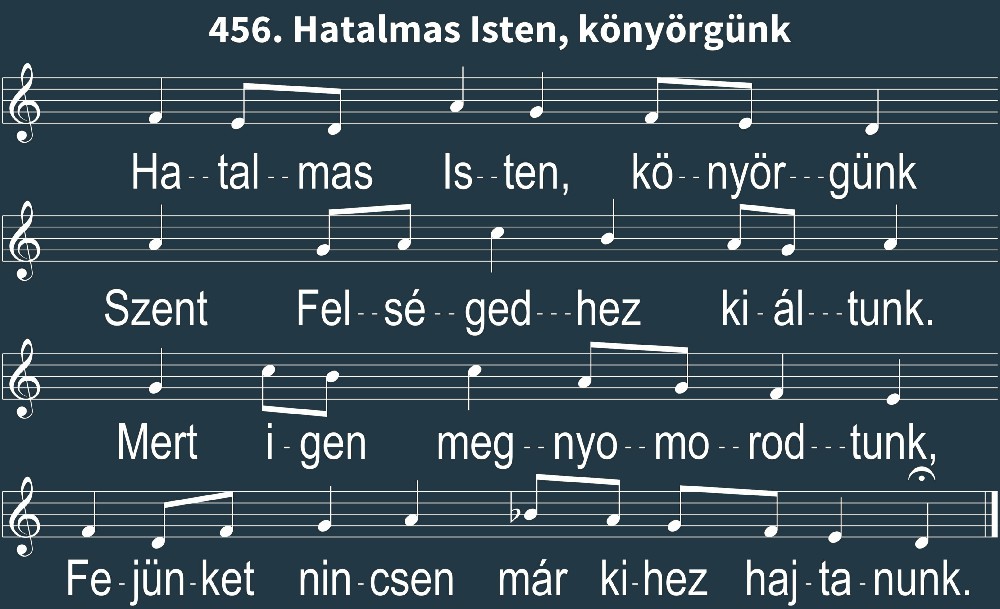 456. Hatalmas Isten, könyörgünk
Ha--tal--mas Is--ten, kö--nyör---günk
Szent Fel--sé--ged---hez ki-ál---tunk.
Mert i-gen meg--nyo--mo--rod---tunk,
Fe-jün-ket nin-csen már ki-hez haj-ta-nunk.